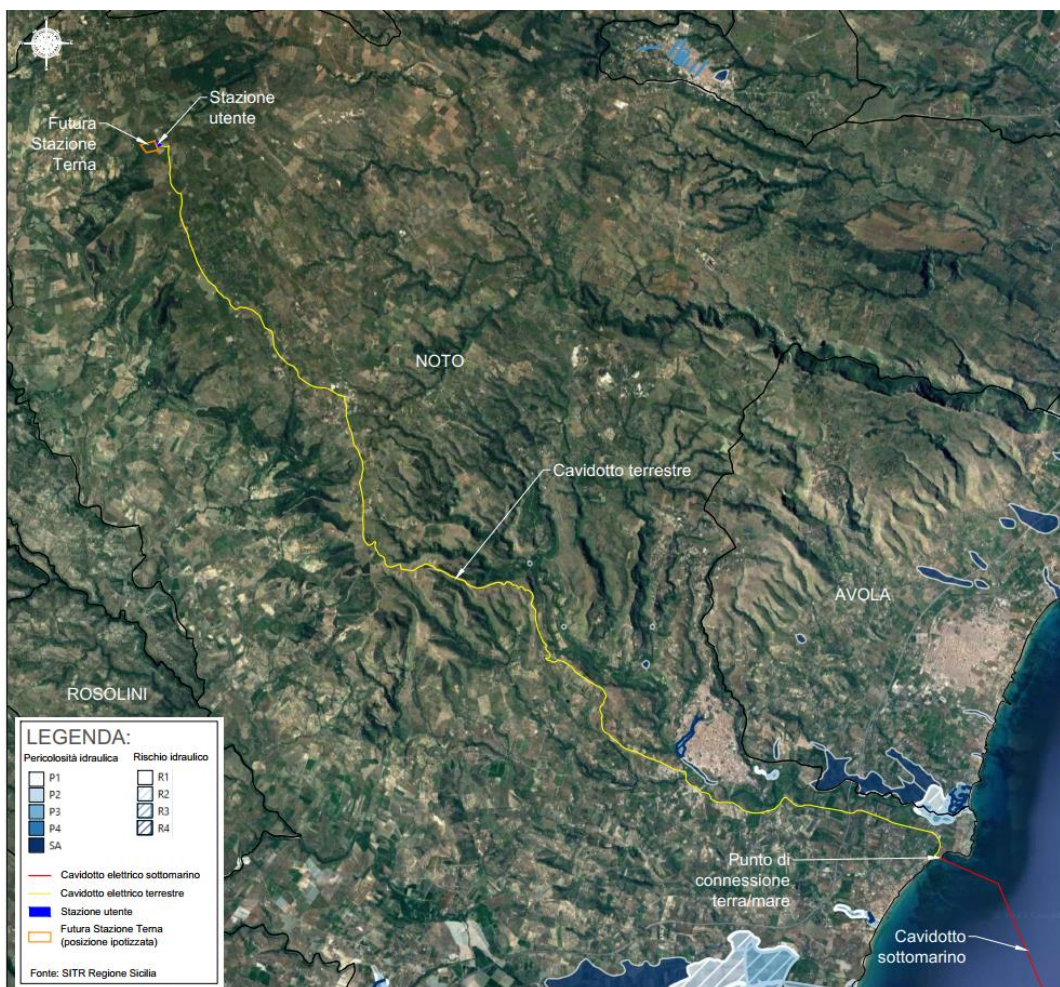 Stazione
utente
Futura
Stazione
Terna
NOTO
Cavidotto terrestre
AVOLA
ROSOLINI
Punto di
connessione
terra/mare
Cavidotto
sottomarino
LEGENDA:
Pericolosità idraulica
P1
P2
P3
P4
SA
Rischio idraulico
R1
R2
R3
R4
Cavidotto elettrico sottomarino
Cavidotto elettrico terrestre
Stazione utente
Futura Stazione Terna
(posizione ipotizzata)
Fonte: SITR Regione Sicilia